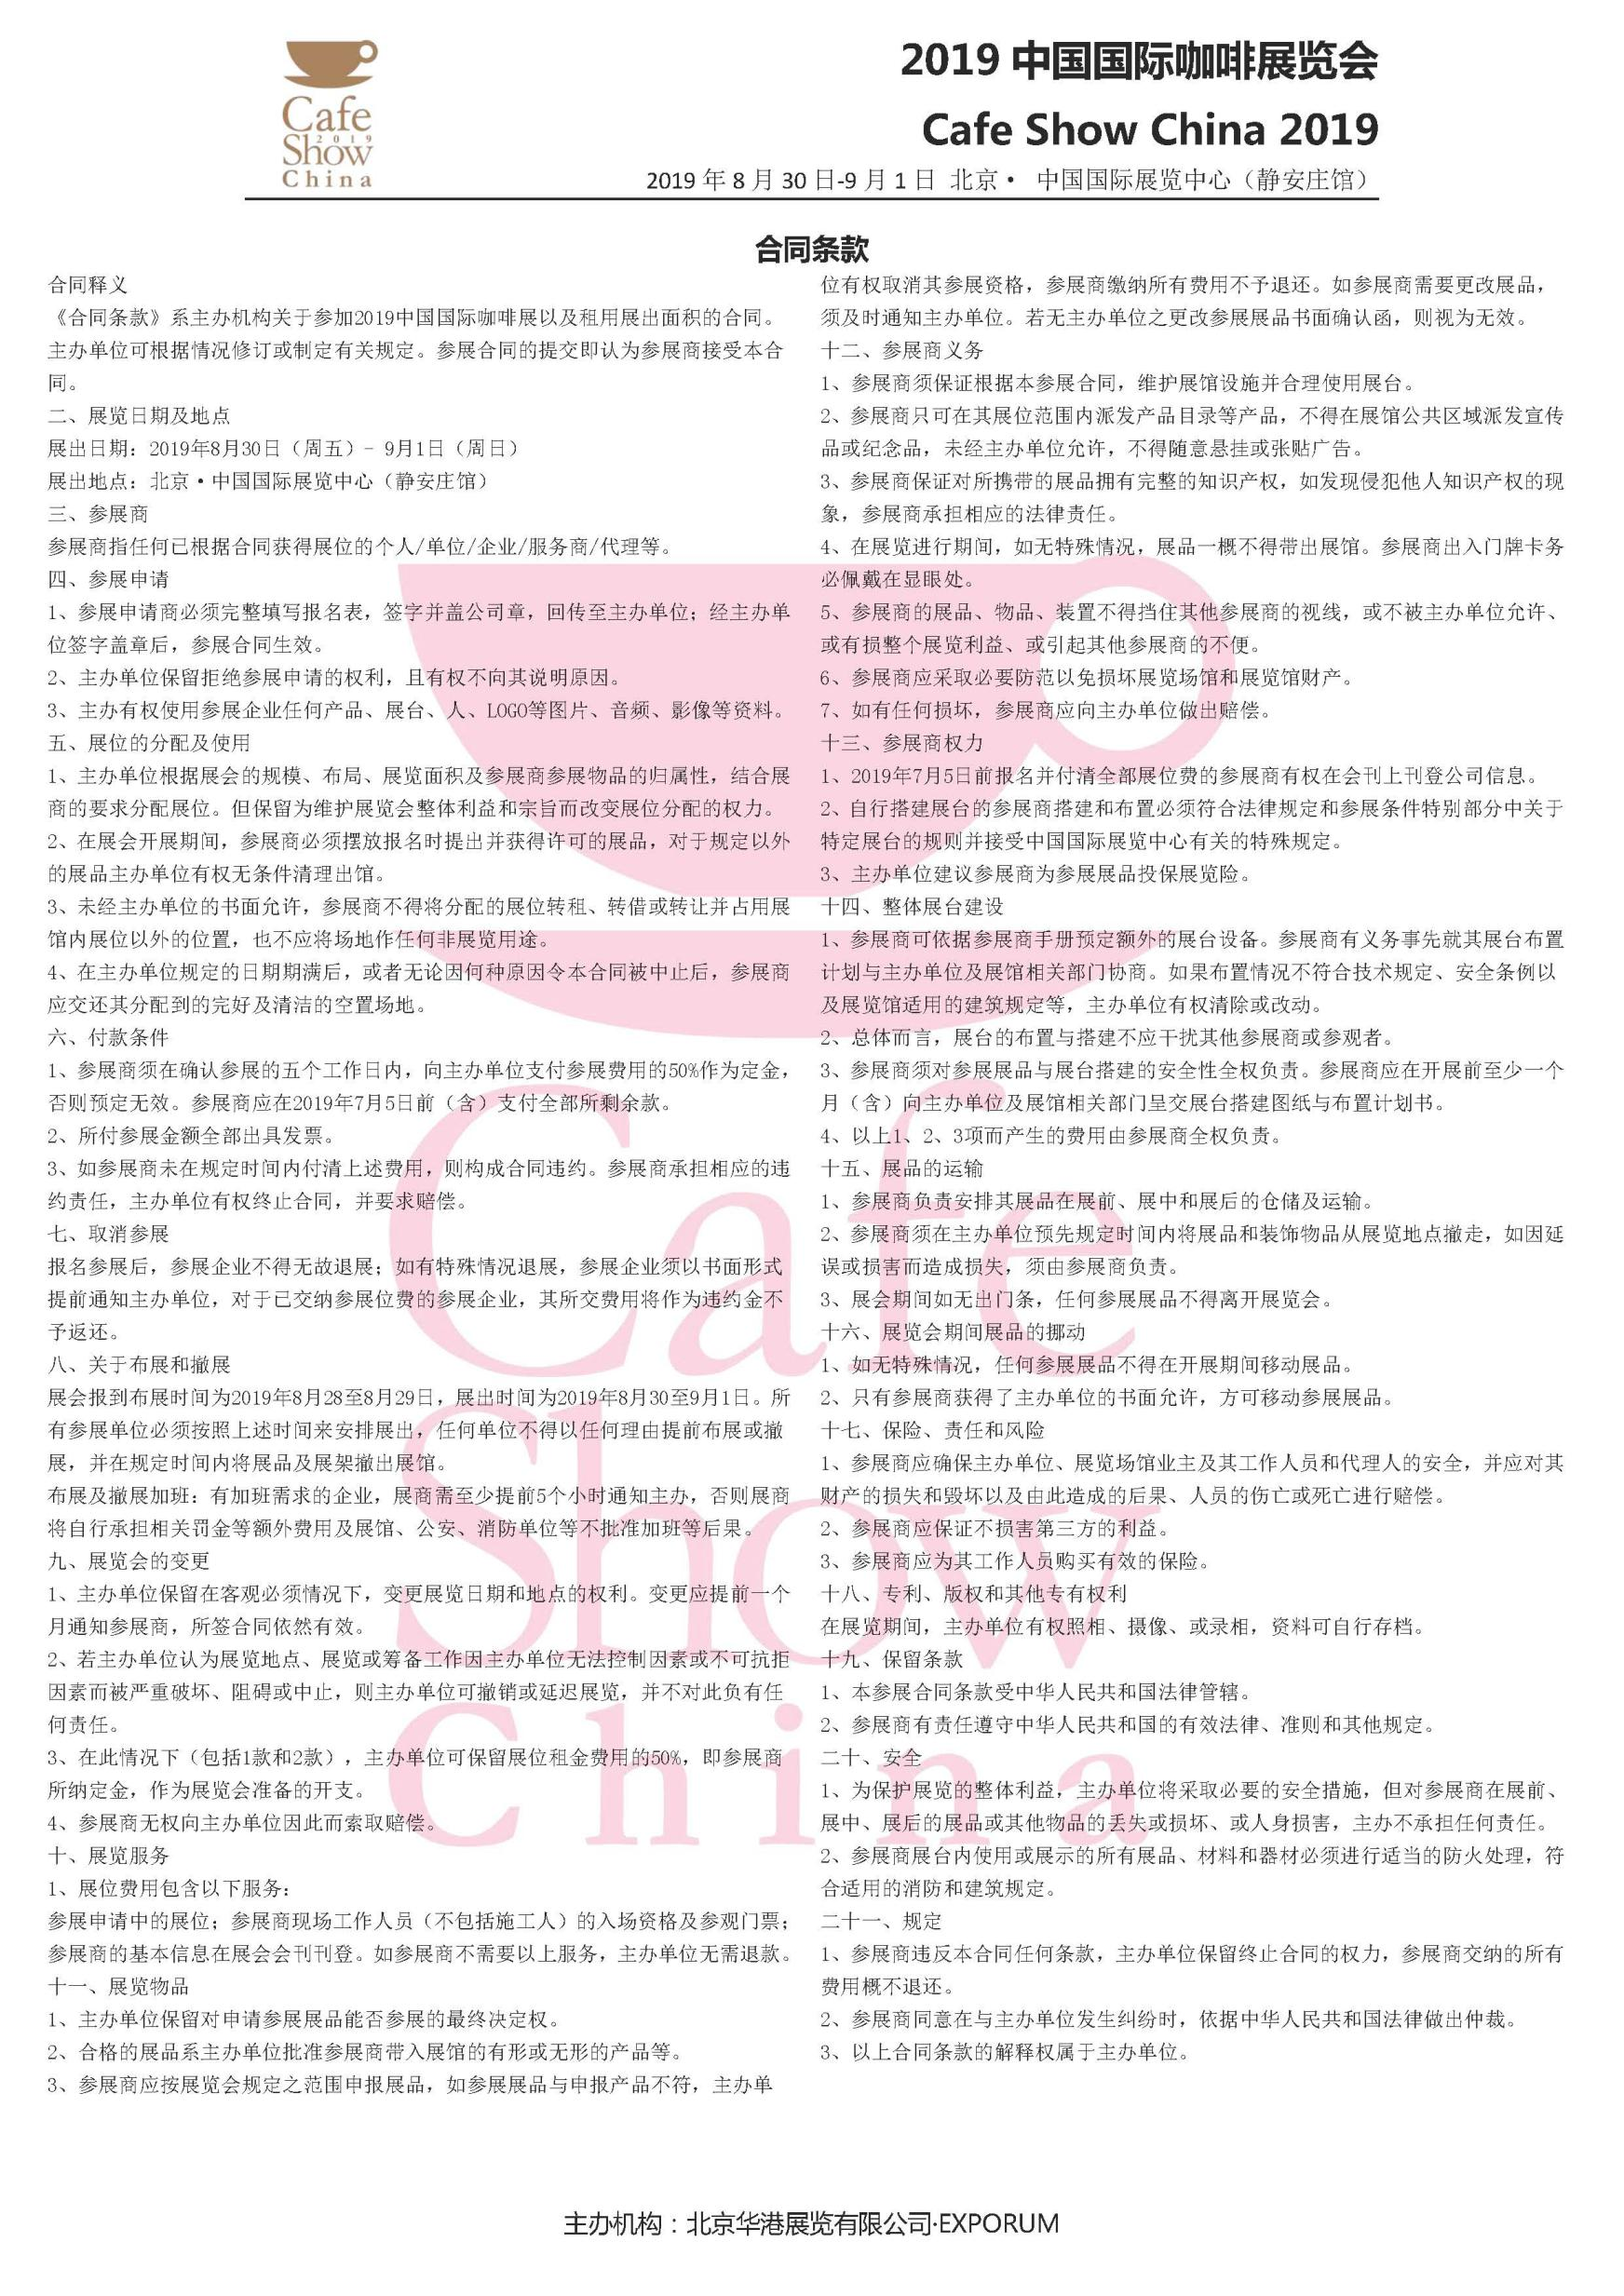 Cafe
2019
Show
China
2019 中国国际咖啡展览会
Cafe Show China 2019
2019 年 8 月 30 日-9 月 1 日 北京• 中国国际展览中心（静安庄馆）
合同条款
合同释义
《合同条款》系主办机构关于参加2019中国国际咖啡展以及租用展出面积的合同。
主办单位可根据情况修订或制定有关规定。参展合同的提交即认为参展商接受本合
同。
二、展览日期及地点
展出日期：2019年8月30日（周五）- 9月1日（周日）
展出地点：北京•中国国际展览中心（静安庄馆）
三、参展商
参展商指任何已根据合同获得展位的个人/单位/企业/服务商/代理等。
四、参展申请
1、参展申请商必须完整填写报名表，签字并盖公司章，回传至主办单位；经主办单
位签字盖章后，参展合同生效。
2、主办单位保留拒绝参展申请的权利，且有权不向其说明原因。
3、主办有权使用参展企业任何产品、展台、人、LOGO等图片、音频、影像等资料。
五、展位的分配及使用
1、主办单位根据展会的规模、布局、展览面积及参展商参展物品的归属性，结合展
商的要求分配展位。但保留为维护展览会整体利益和宗旨而改变展位分配的权力。
2、在展会开展期间，参展商必须摆放报名时提出并获得许可的展品，对于规定以外
的展品主办单位有权无条件清理出馆。
3、未经主办单位的书面允许，参展商不得将分配的展位转租、转借或转让并占用展
馆内展位以外的位置，也不应将场地作任何非展览用途。
4、在主办单位规定的日期期满后，或者无论因何种原因令本合同被中止后，参展商
应交还其分配到的完好及清洁的空置场地。
六、付款条件
1、参展商须在确认参展的五个工作日内，向主办单位支付参展费用的50%作为定金，
否则预定无效。参展商应在2019年7月5日前（含）支付全部所剩余款。
2、所付参展金额全部出具发票。
3、如参展商未在规定时间内付清上述费用，则构成合同违约。参展商承担相应的违
约责任，主办单位有权终止合同，并要求赔偿。
七、取消参展
报名参展后，参展企业不得无故退展；如有特殊情况退展，参展企业须以书面形式
提前通知主办单位，对于已交纳参展位费的参展企业，其所交费用将作为违约金不
予返还。
八、关于布展和撤展
展会报到布展时间为2019年8月28至8月29日，展出时间为2019年8月30至9月1日。所
有参展单位必须按照上述时间来安排展出，任何单位不得以任何理由提前布展或撤
展，并在规定时间内将展品及展架撤出展馆。
布展及撤展加班：有加班需求的企业，展商需至少提前5个小时通知主办，否则展商
将自行承担相关罚金等额外费用及展馆、公安、消防单位等不批准加班等后果。
九、展览会的变更
1、主办单位保留在客观必须情况下，变更展览日期和地点的权利。变更应提前一个
月通知参展商，所签合同依然有效。
2、若主办单位认为展览地点、展览或筹备工作因主办单位无法控制因素或不可抗拒
因素而被严重破坏、阻碍或中止，则主办单位可撤销或延迟展览，并不对此负有任
何责任。
3、在此情况下（包括1款和2款），主办单位可保留展位租金费用的50%，即参展商
所纳定金，作为展览会准备的开支。
4、参展商无权向主办单位因此而索取赔偿。
十、展览服务
1、展位费用包含以下服务：
参展申请中的展位；参展商现场工作人员（不包括施工人）的入场资格及参观门票；
参展商的基本信息在展会会刊刊登。如参展商不需要以上服务，主办单位无需退款。
十一、展览物品
1、主办单位保留对申请参展展品能否参展的最终决定权。
2、合格的展品系主办单位批准参展商带入展馆的有形或无形的产品等。
3、参展商应按展览会规定之范围申报展品，如参展展品与申报产品不符，主办单
位有权取消其参展资格，参展商缴纳所有费用不予退还。如参展商需要更改展品，
须及时通知主办单位。若无主办单位之更改参展展品书面确认函，则视为无效。
十二、参展商义务
1、参展商须保证根据本参展合同，维护展馆设施并合理使用展台。
2、参展商只可在其展位范围内派发产品目录等产品，不得在展馆公共区域派发宣传
品或纪念品，未经主办单位允许，不得随意悬挂或张贴广告。
3、参展商保证对所携带的展品拥有完整的知识产权，如发现侵犯他人知识产权的现
象，参展商承担相应的法律责任。
4、在展览进行期间，如无特殊情况，展品一概不得带出展馆。参展商出入门牌卡务
必佩戴在显眼处。
5、参展商的展品、物品、装置不得挡住其他参展商的视线，或不被主办单位允许、
或有损整个展览利益、或引起其他参展商的不便。
6、参展商应采取必要防范以免损坏展览场馆和展览馆财产。
7、如有任何损坏，参展商应向主办单位做出赔偿。
十三、参展商权力
1、2019年7月5日前报名并付清全部展位费的参展商有权在会刊上刊登公司信息。
2、自行搭建展台的参展商搭建和布置必须符合法律规定和参展条件特别部分中关于
特定展台的规则并接受中国国际展览中心有关的特殊规定。
3、主办单位建议参展商为参展展品投保展览险。
十四、整体展台建设
1、参展商可依据参展商手册预定额外的展台设备。参展商有义务事先就其展台布置
计划与主办单位及展馆相关部门协商。如果布置情况不符合技术规定、安全条例以
及展览馆适用的建筑规定等，主办单位有权清除或改动。
2、总体而言，展台的布置与搭建不应干扰其他参展商或参观者。
3、参展商须对参展展品与展台搭建的安全性全权负责。参展商应在开展前至少一个
月（含）向主办单位及展馆相关部门呈交展台搭建图纸与布置计划书。
4、以上1、2、3项而产生的费用由参展商全权负责。
十五、展品的运输
1、参展商负责安排其展品在展前、展中和展后的仓储及运输。
2、参展商须在主办单位预先规定时间内将展品和装饰物品从展览地点撤走，如因延
误或损害而造成损失，须由参展商负责。
3、展会期间如无出门条，任何参展展品不得离开展览会。
十六、展览会期间展品的挪动
1、如无特殊情况，任何参展展品不得在开展期间移动展品。
2、只有参展商获得了主办单位的书面允许，方可移动参展展品。
十七、保险、责任和风险
1、参展商应确保主办单位、展览场馆业主及其工作人员和代理人的安全，并应对其
财产的损失和毁坏以及由此造成的后果、人员的伤亡或死亡进行赔偿。
2、参展商应保证不损害第三方的利益。
3、参展商应为其工作人员购买有效的保险。
十八、专利、版权和其他专有权利
在展览期间，主办单位有权照相、摄像、或录相，资料可自行存档。
十九、保留条款
1、本参展合同条款受中华人民共和国法律管辖。
2、参展商有责任遵守中华人民共和国的有效法律、准则和其他规定。
二十、安全
1、为保护展览的整体利益，主办单位将采取必要的安全措施，但对参展商在展前、
展中、展后的展品或其他物品的丢失或损坏、或人身损害，主办不承担任何责任。
2、参展商展台内使用或展示的所有展品、材料和器材必须进行适当的防火处理，符
合适用的消防和建筑规定。
二十一、规定
1、参展商违反本合同任何条款，主办单位保留终止合同的权力，参展商交纳的所有
费用概不退还。
2、参展商同意在与主办单位发生纠纷时，依据中华人民共和国法律做出仲裁。
3、以上合同条款的解释权属于主办单位。
Cafe
Show
China
主办机构：北京华港展览有限公司·EXPORUM